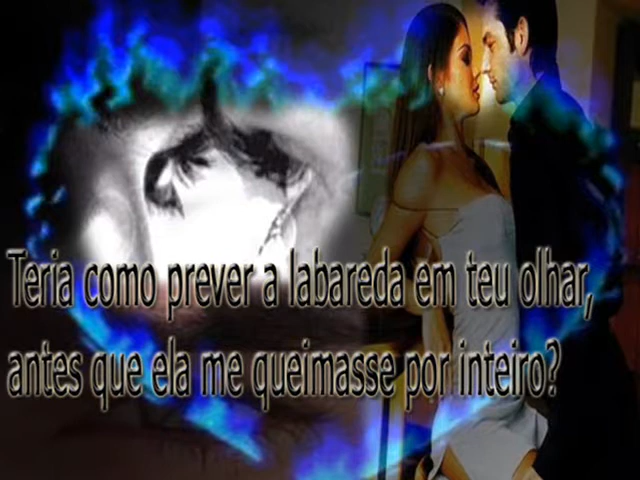 Teria como prever a labareda em teu olhar,
antes que ela me queimasse por inteiro?